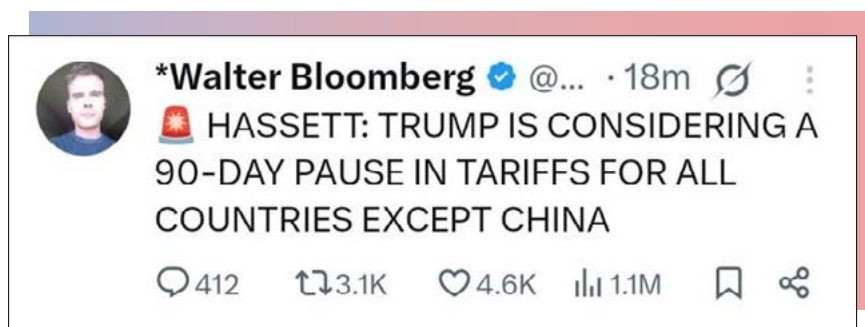 *Walter Bloomberg @... · 18m
🚨 HASSETT: TRUMP IS CONSIDERING A
90-DAY PAUSE IN TARIFFS FOR ALL
COUNTRIES EXCEPT CHINA
412 3.1K 4.6K 1.1M